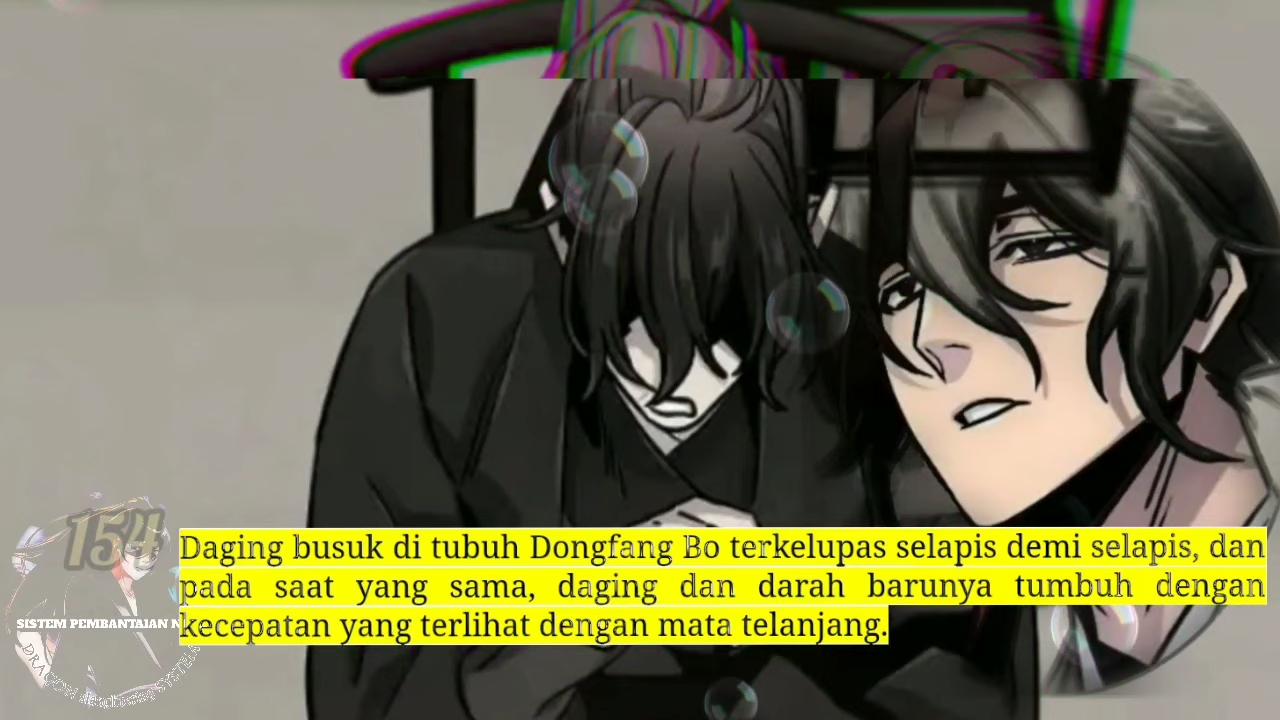 154
Daging busuk di tubuh Dongfang Bo terkelupas selapis demi selapis, dan
pada saat yang sama, daging dan darah barunya tumbuh dengan
kecepatan yang terlihat dengan mata telanjang.
SISTEM PEMBANTAIAN N